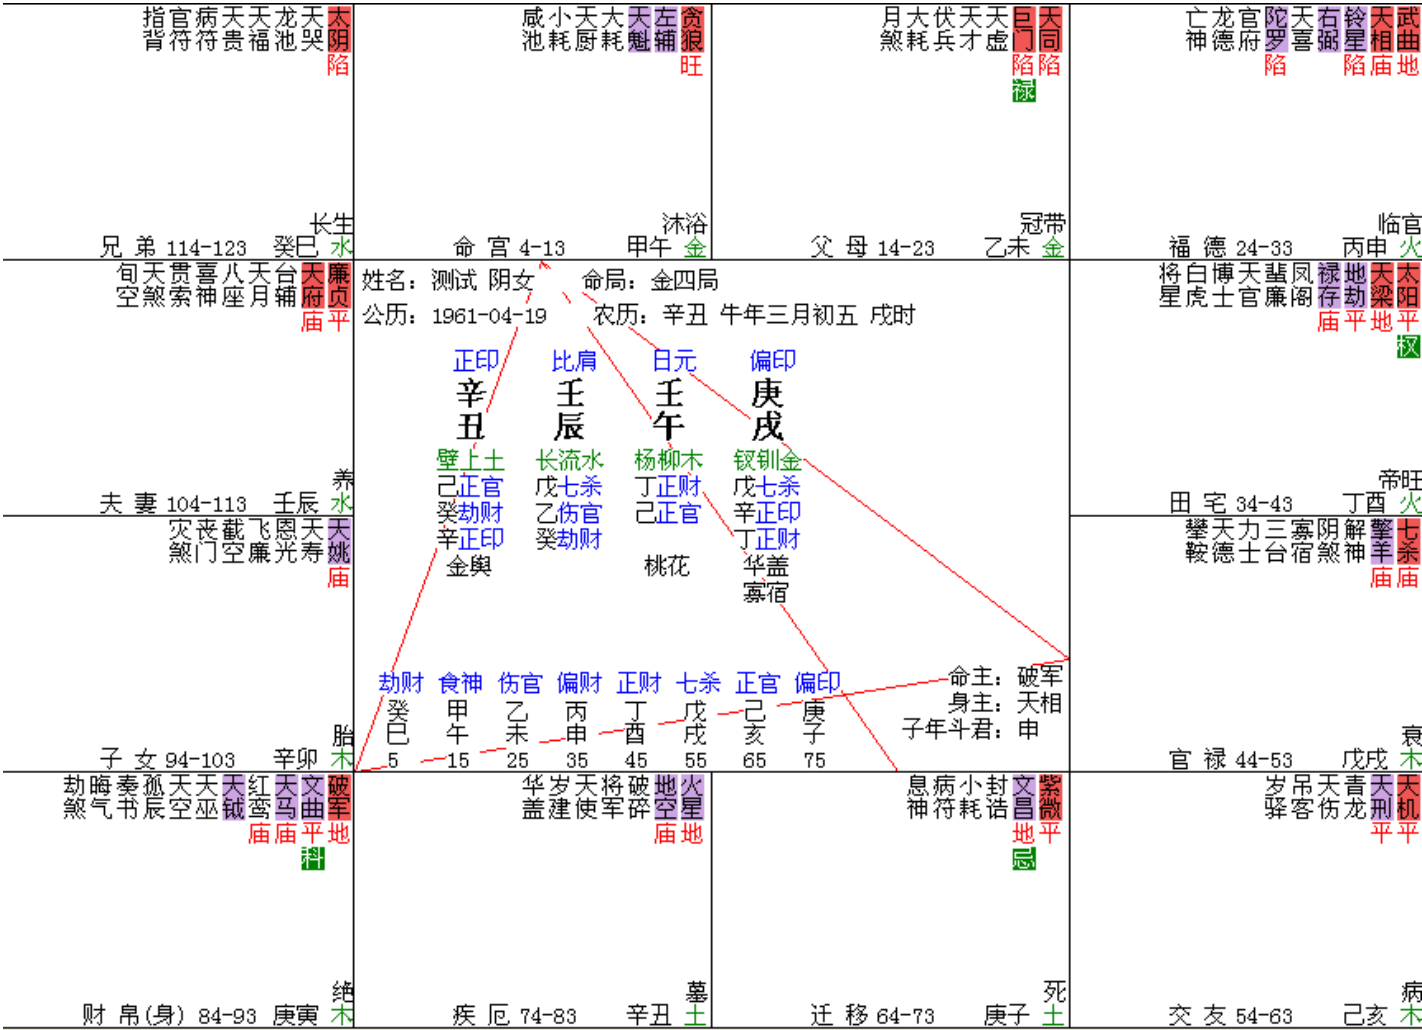 指官病天天龙天太
背符符贵福池哭阴
陷
长生
兄 弟 114-123 癸巳 水
咸小天大天左贪
池耗厨耗魁辅狼
旺
沐浴
命 宫 4-13 甲午 金
月大伏天天巨天
煞耗兵才虚门同
陷陷
禄
冠带
父 母 14-23 乙未 金
亡龙官陀天右铃天武
神德府罗喜弼星相曲
陷 陷庙地
临官
福 德 24-33 丙申 火
旬天贯喜八天台天廉
空煞索神座月辅府贞
庙平
养
夫 妻 104-113 壬辰 水
姓名: 测试 阴女 命局: 金四局
公历: 1961-04-19 农历: 辛丑 牛年三月初五 戌时
正印 比肩 日元 偏印
辛 壬 壬 庚
丑 辰 午 戌
壁上土 长流水 杨柳木 钗钏金
己正官 戊七杀 丁正财 戊七杀
癸劫财 乙伤官 己正官 辛正印
辛正印 癸劫财 丁正财
金舆 桃花 华盖
寡宿
劫财 食神 伤官 偏财 正财 七杀 正官 偏印
癸 甲 乙 丙 丁 戊 己 庚
巳 午 未 申 酉 戌 亥 子
5 15 25 35 45 55 65 75
命主: 破军
身主: 天相
子年斗君: 申
将白博天蜚凤禄地天太
星虎士官廉阁存劫梁阳
庙平地平
权
帝旺
田 宅 34-43 丁酉 火
灾丧截飞恩天天
煞门空廉光寿姚
庙
胎
子 女 94-103 辛卯 木
攀天力三寡阴解擎七
鞍德士台宿煞神羊杀
庙庙
衰
官 禄 44-53 戊戌 木
劫晦奏孤天天天红天文破
煞气书辰空巫钺鸾马曲军
庙庙平地
科
绝
财 帛(身) 84-93 庚寅 木
华岁天将破地火
盖建使军碎空星
庙地
墓
疾 厄 74-83 辛丑 土
息病小封文紫
神符耗诰昌微
地平
忌
死
迁 移 64-73 庚子 土
岁吊天青天天
驿客伤龙刑机
平平
病
交 友 54-63 己亥 木